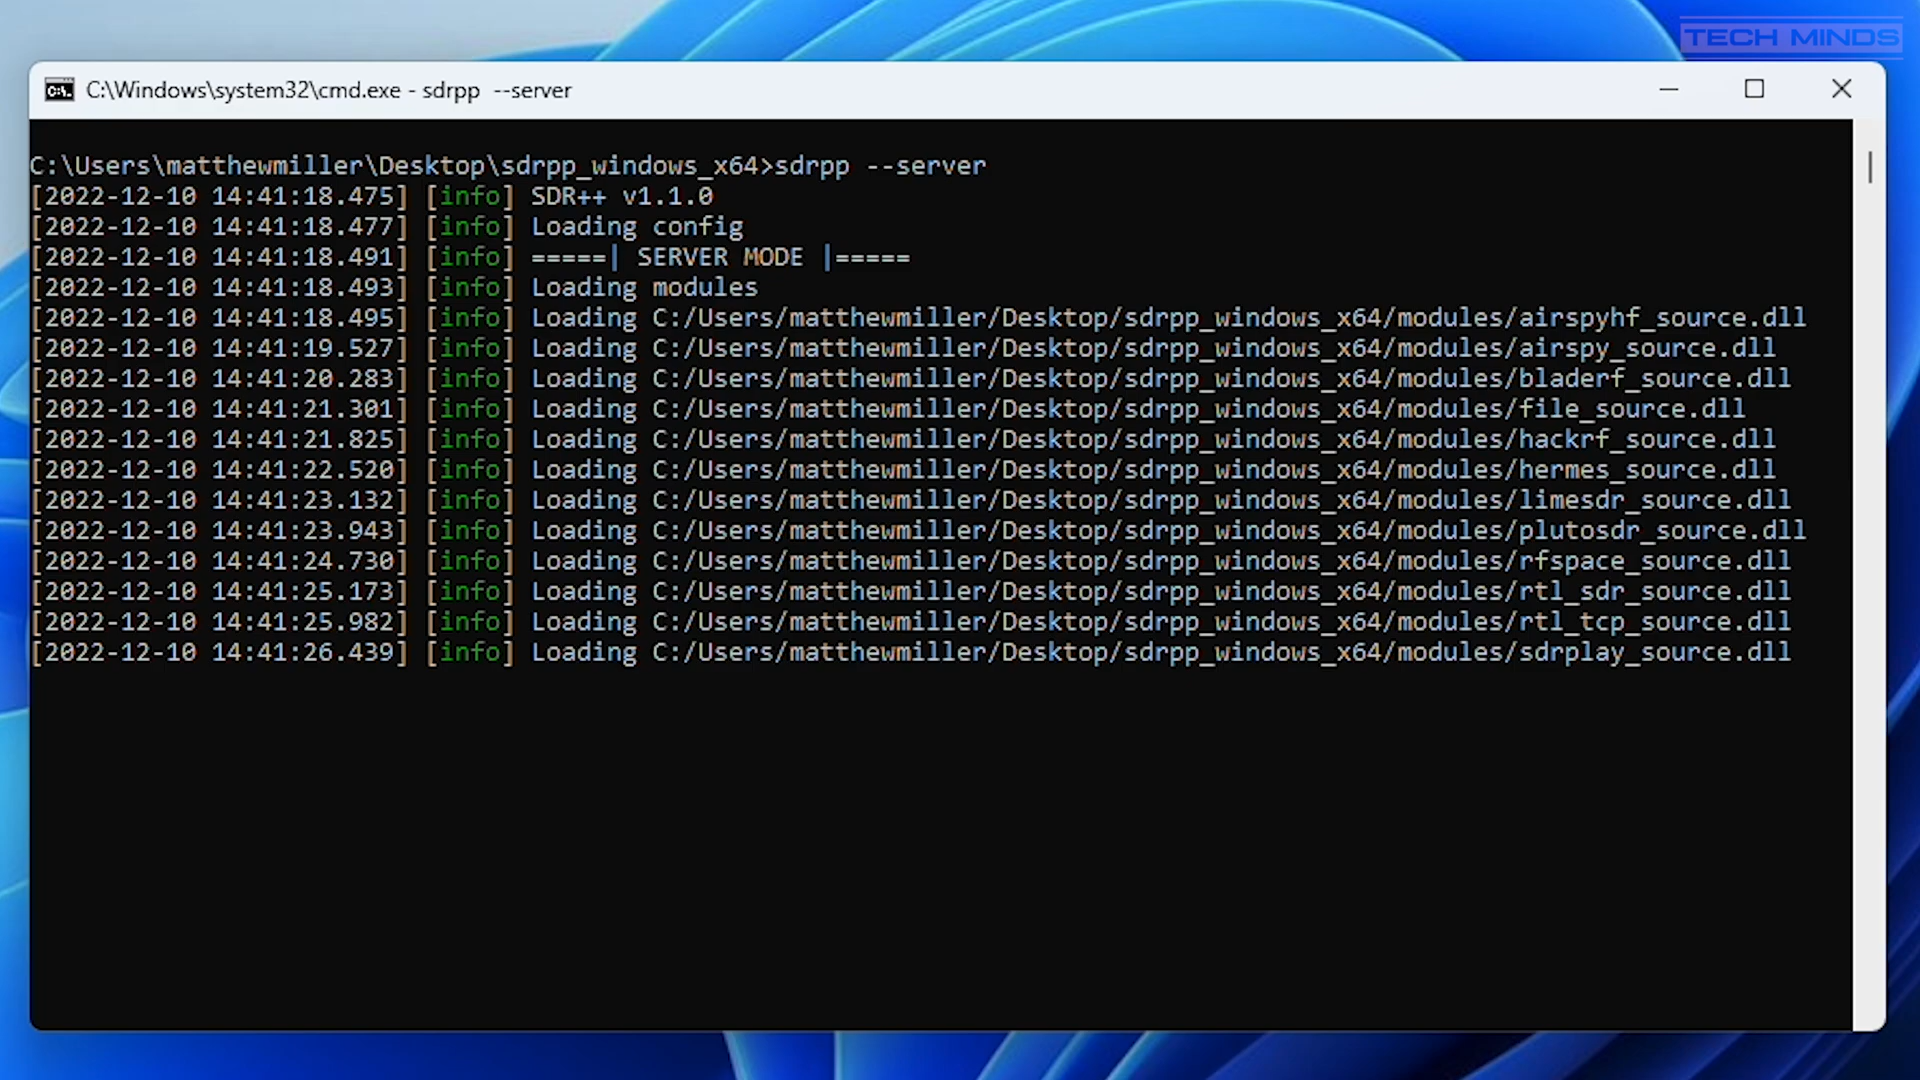 TECH MINDS
C:\Windows\system32\cmd.exe - sdrpp --server
C:\Users\matthewmiller\Desktop\sdrpp_windows_x64>sdrpp --server
[2022-12-10 14:41:18.475] [info] SDR++ v1.1.0
[2022-12-10 14:41:18.477] [info] Loading config
[2022-12-10 14:41:18.491] [info] =====| SERVER MODE |=====
[2022-12-10 14:41:18.493] [info] Loading modules
[2022-12-10 14:41:18.495] [info] Loading C:/Users/matthewmiller/Desktop/sdrpp_windows_x64/modules/airspyhf_source.dll
[2022-12-10 14:41:19.527] [info] Loading C:/Users/matthewmiller/Desktop/sdrpp_windows_x64/modules/airspy_source.dll
[2022-12-10 14:41:20.283] [info] Loading C:/Users/matthewmiller/Desktop/sdrpp_windows_x64/modules/bladerf_source.dll
[2022-12-10 14:41:21.301] [info] Loading C:/Users/matthewmiller/Desktop/sdrpp_windows_x64/modules/file_source.dll
[2022-12-10 14:41:21.825] [info] Loading C:/Users/matthewmiller/Desktop/sdrpp_windows_x64/modules/hackrf_source.dll
[2022-12-10 14:41:22.520] [info] Loading C:/Users/matthewmiller/Desktop/sdrpp_windows_x64/modules/hermes_source.dll
[2022-12-10 14:41:23.132] [info] Loading C:/Users/matthewmiller/Desktop/sdrpp_windows_x64/modules/limesdr_source.dll
[2022-12-10 14:41:23.943] [info] Loading C:/Users/matthewmiller/Desktop/sdrpp_windows_x64/modules/plutosdr_source.dll
[2022-12-10 14:41:24.730] [info] Loading C:/Users/matthewmiller/Desktop/sdrpp_windows_x64/modules/rfspace_source.dll
[2022-12-10 14:41:25.173] [info] Loading C:/Users/matthewmiller/Desktop/sdrpp_windows_x64/modules/rtl_sdr_source.dll
[2022-12-10 14:41:25.982] [info] Loading C:/Users/matthewmiller/Desktop/sdrpp_windows_x64/modules/rtl_tcp_source.dll
[2022-12-10 14:41:26.439] [info] Loading C:/Users/matthewmiller/Desktop/sdrpp_windows_x64/modules/sdrplay_source.dll